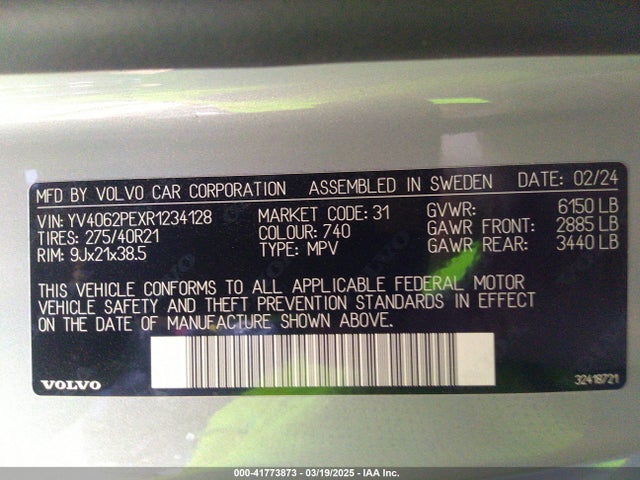 MFD BY VOLVO CAR CORPORATION ASSEMBLED IN SWEDEN DATE: 02/24
VIN: YV4062PEXR1234128 MARKET CODE: 31 GVWR: 6150 LB
TIRES: 275/40R21 COLOUR: 740 GAWR FRONT: 2885 LB
RIM: 9Jx21x38.5 TYPE: MPV GAWR REAR: 3440 LB
THIS VEHICLE CONFORMS TO ALL APPLICABLE FEDERAL MOTOR
VEHICLE SAFETY AND THEFT PREVENTION STANDARDS IN EFFECT
ON THE DATE OF MANUFACTURE SHOWN ABOVE.
VOLVO 32418721
000-41773873 - 03/19/2025 - IAA Inc.